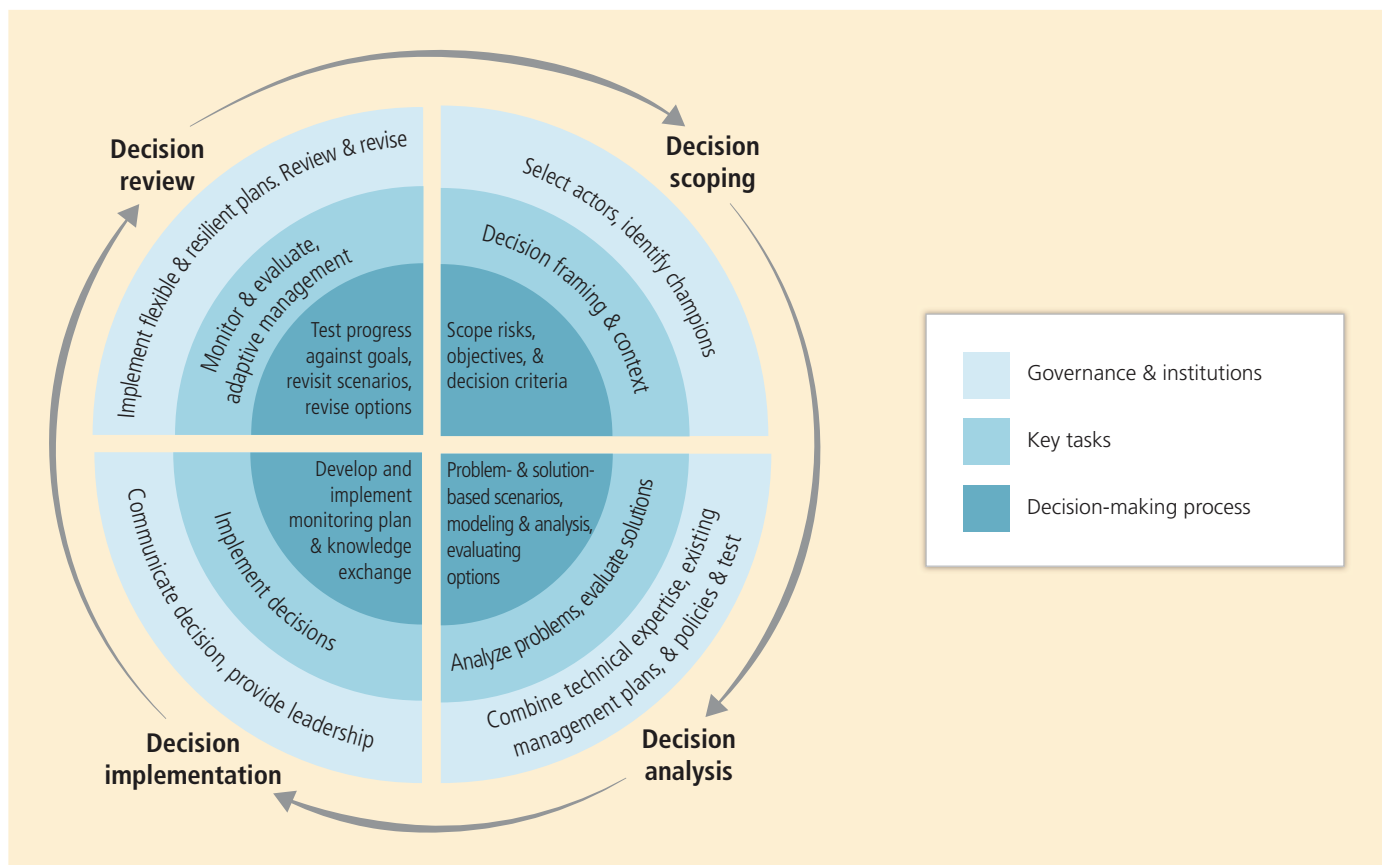 Decision
review
Implement flexible & resilient plans. Review & revise
Monitor & evaluate,
adaptive management
Test progress
against goals,
revisit scenarios,
revise options
Decision
scoping
Select actors, identify champions
Decision framing & context
Scope risks,
objectives, &
decision criteria
Problem- & solution-
based scenarios,
modeling & analysis,
evaluating
options
Analyze problems, evaluate solutions
Combine technical expertise, existing
management plans, & policies & test
Decision
analysis
Develop and
implement
monitoring plan
& knowledge
exchange
Implement decisions
Communicate decision, provide leadership
Decision
implementation
Governance & institutions
Key tasks
Decision-making process